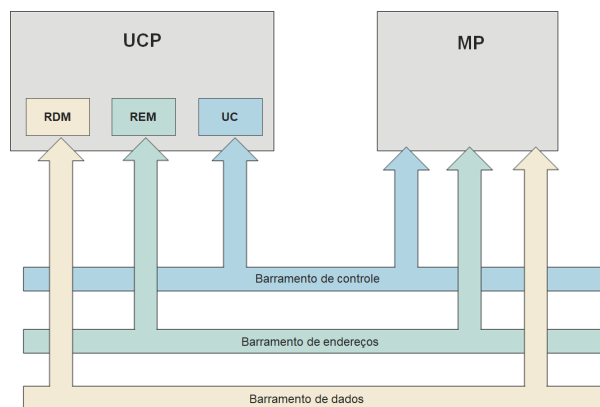 UCP
MP
RDM
REM
UC
Barramento de controle
Barramento de endereços
Barramento de dados